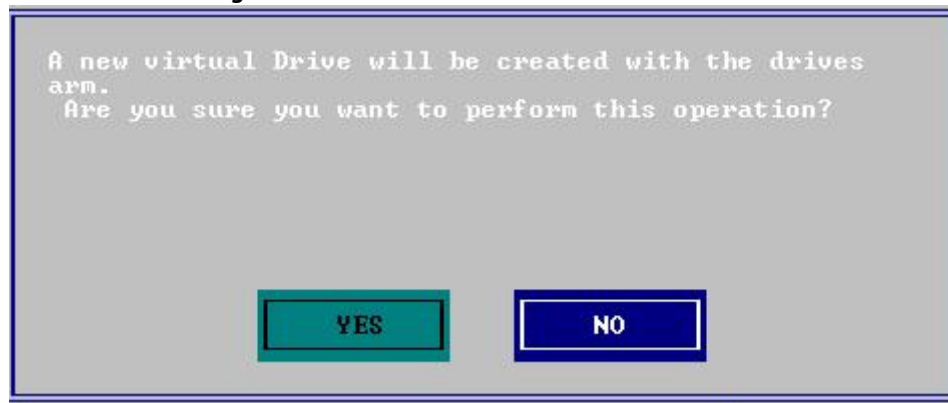 A new virtual Drive will be created with the drives
arm.
Are you sure you want to perform this operation?
YES
NO